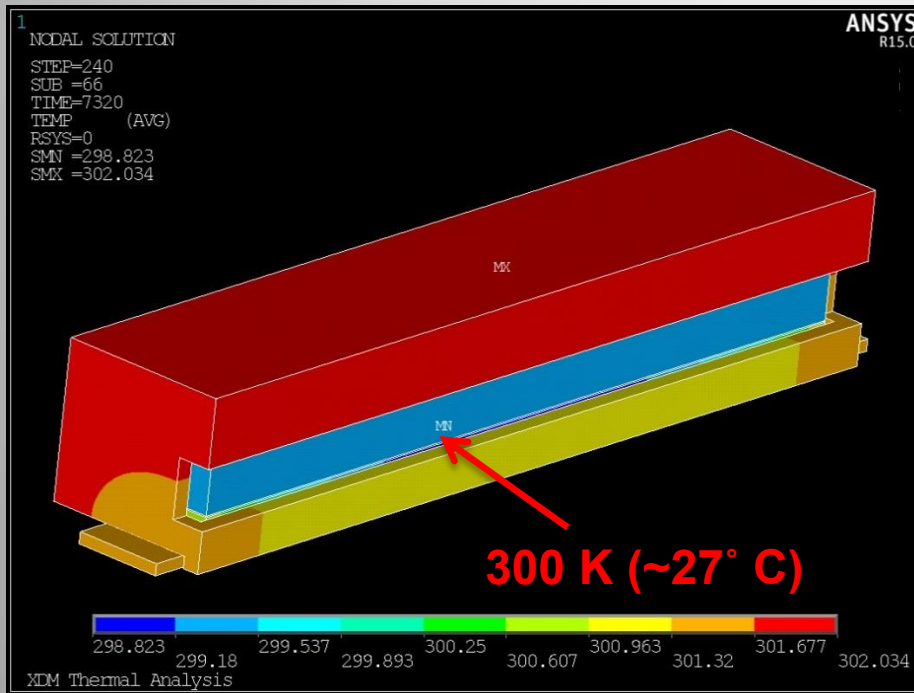 1
NODAL SOLUTION
STEP=240
SUB =66
TIME=7320
TEMP (AVG)
RSYS=0
SMN =298.823
SMX =302.034
ANSYS
R15.0
MX
MN
300 K (~27° C)
298.823 299.537 300.25 300.963 301.677
299.18 299.893 300.607 301.32 302.034
XDM Thermal Analysis